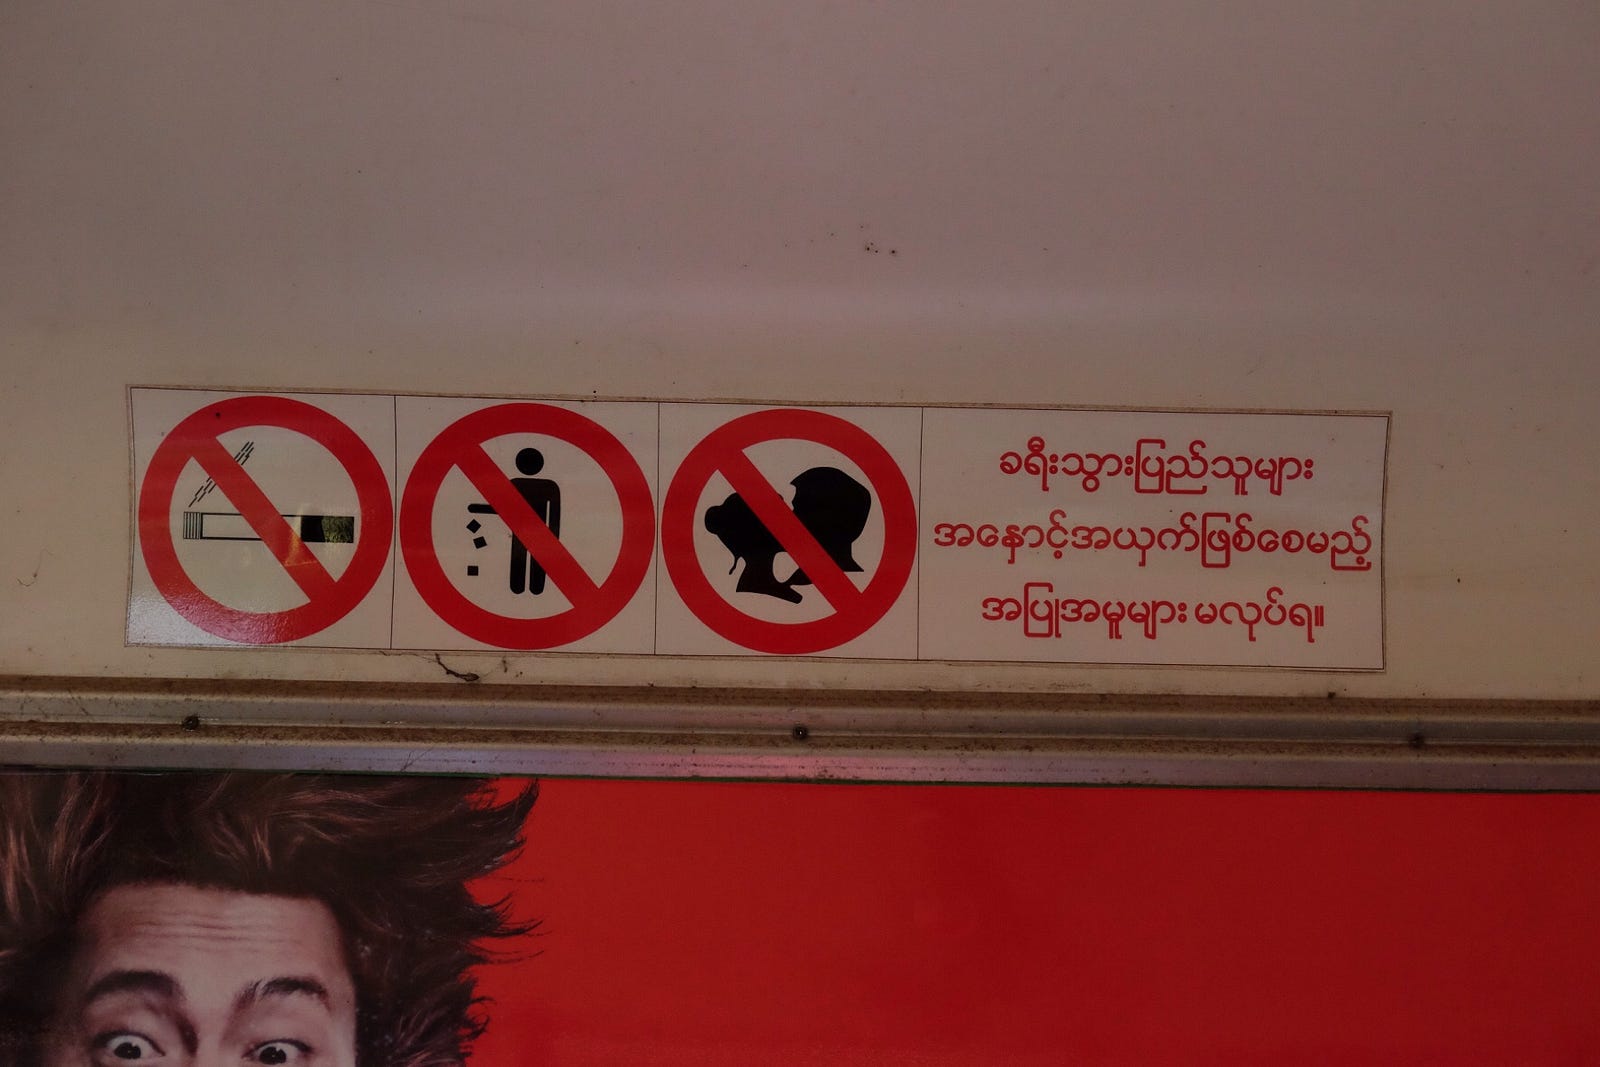 ခရီးသွားပြည်သူများ
အနှောင့်အယှက်ဖြစ်စေမည့်
အပြုအမူများ မလုပ်ရ။